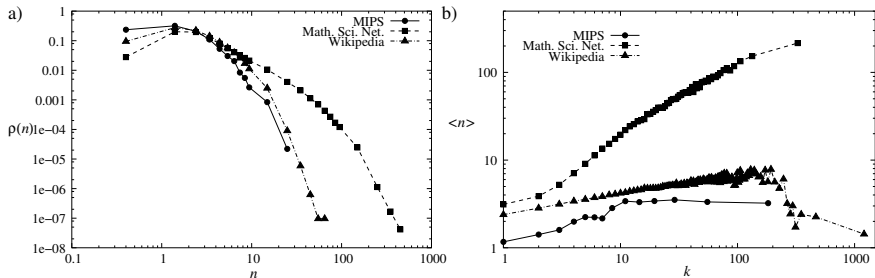 a)
MIPS
Math. Sci. Net.
Wikipedia
1
0.1
0.01
0.001
ρ(n) 1e−04
1e−05
1e−06
1e−07
1e−08
0.1 1 10 100 1000
n
b)
MIPS
Math. Sci. Net.
Wikipedia
100
<n>
10
1
1 10 100 1000
k